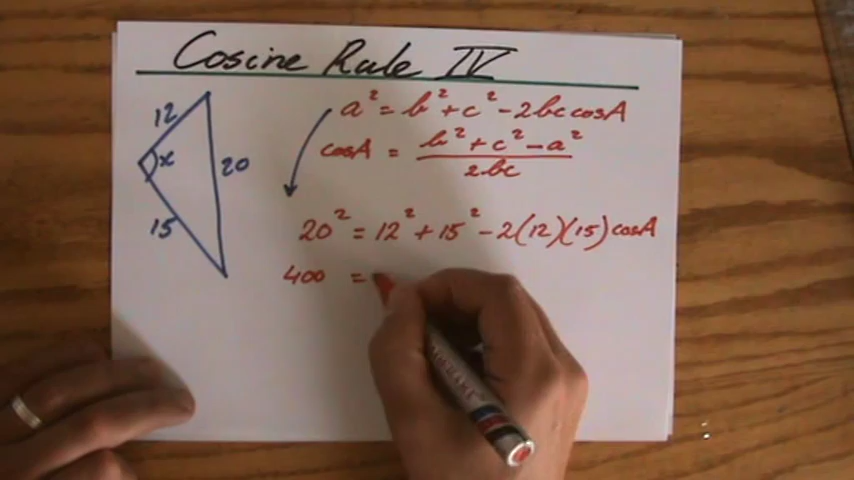 Cosine Rule IV
12
x
20
15
a² = b² + c² - 2bc cosA
cosA = (b² + c² - a²) / 2bc
20² = 12² + 15² - 2(12)(15) cosA
400 =